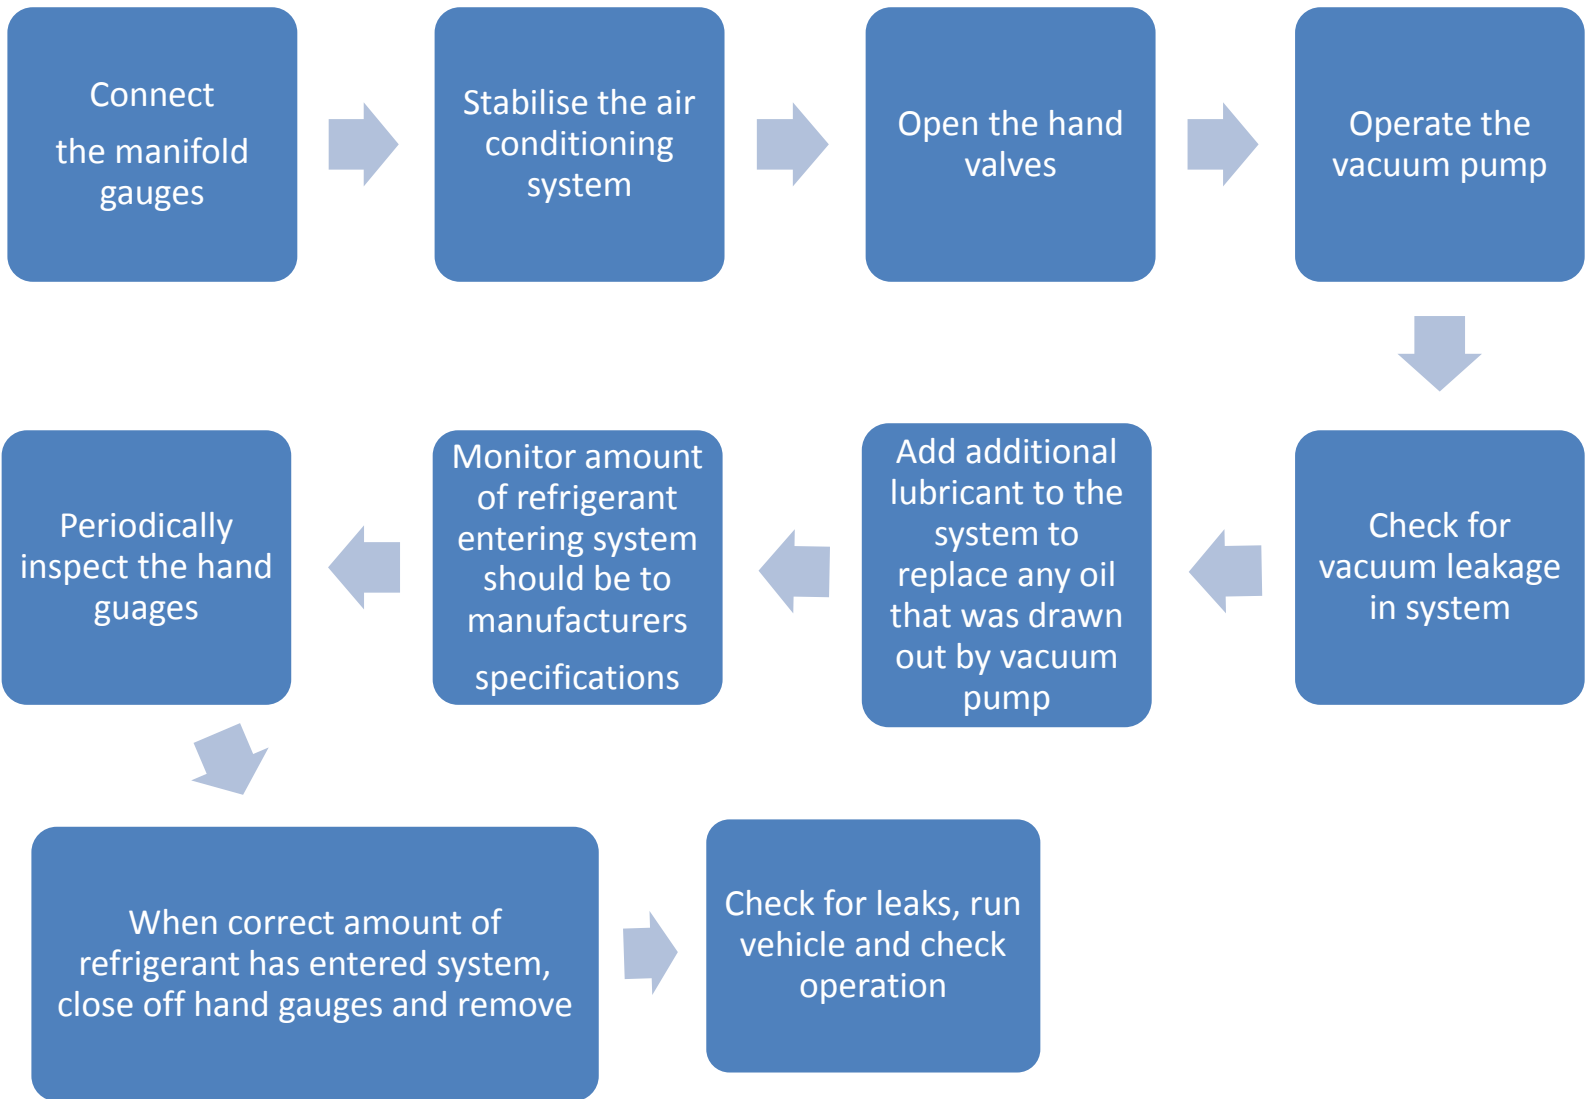 Connect
the manifold
gauges
Stabilise the air
conditioning
system
Open the hand
valves
Operate the
vacuum pump
Check for
vacuum leakage
in system
Add additional
lubricant to the
system to
replace any oil
that was drawn
out by vacuum
pump
Monitor amount
of refrigerant
entering system
should be to
manufacturers
specifications
Periodically
inspect the hand
guages
When correct amount of
refrigerant has entered system,
close off hand gauges and remove
Check for leaks, run
vehicle and check
operation